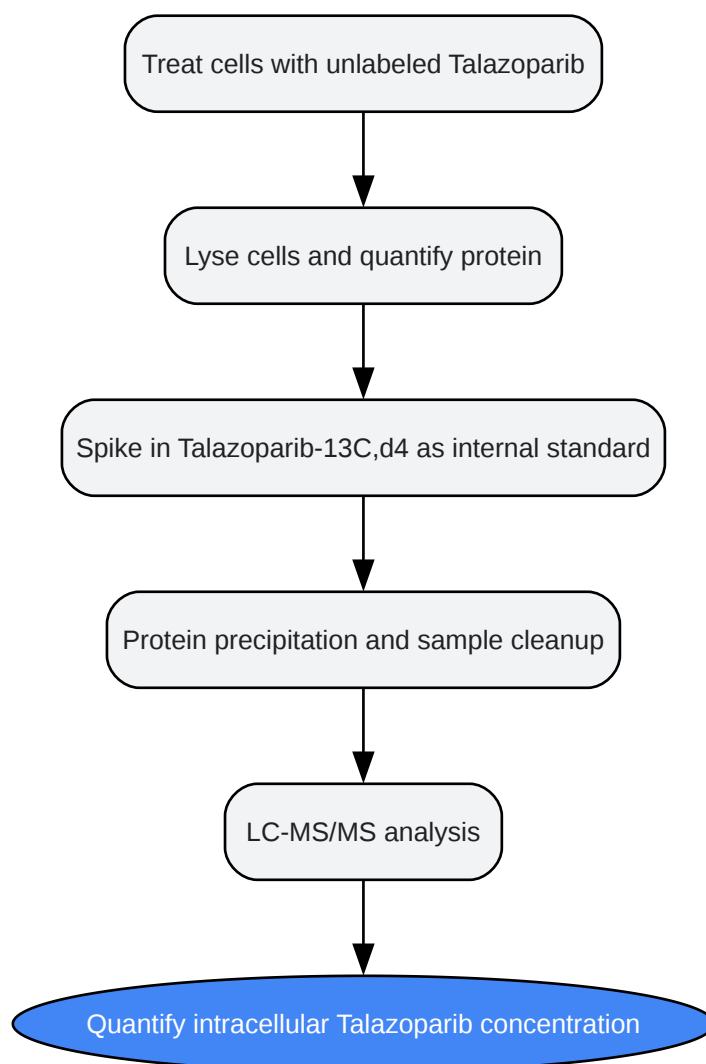 Treat cells with unlabeled Talazoparib
Lyse cells and quantify protein
Spike in Talazoparib-13C,d4 as internal standard
Protein precipitation and sample cleanup
LC-MS/MS analysis
Quantify intracellular Talazoparib concentration